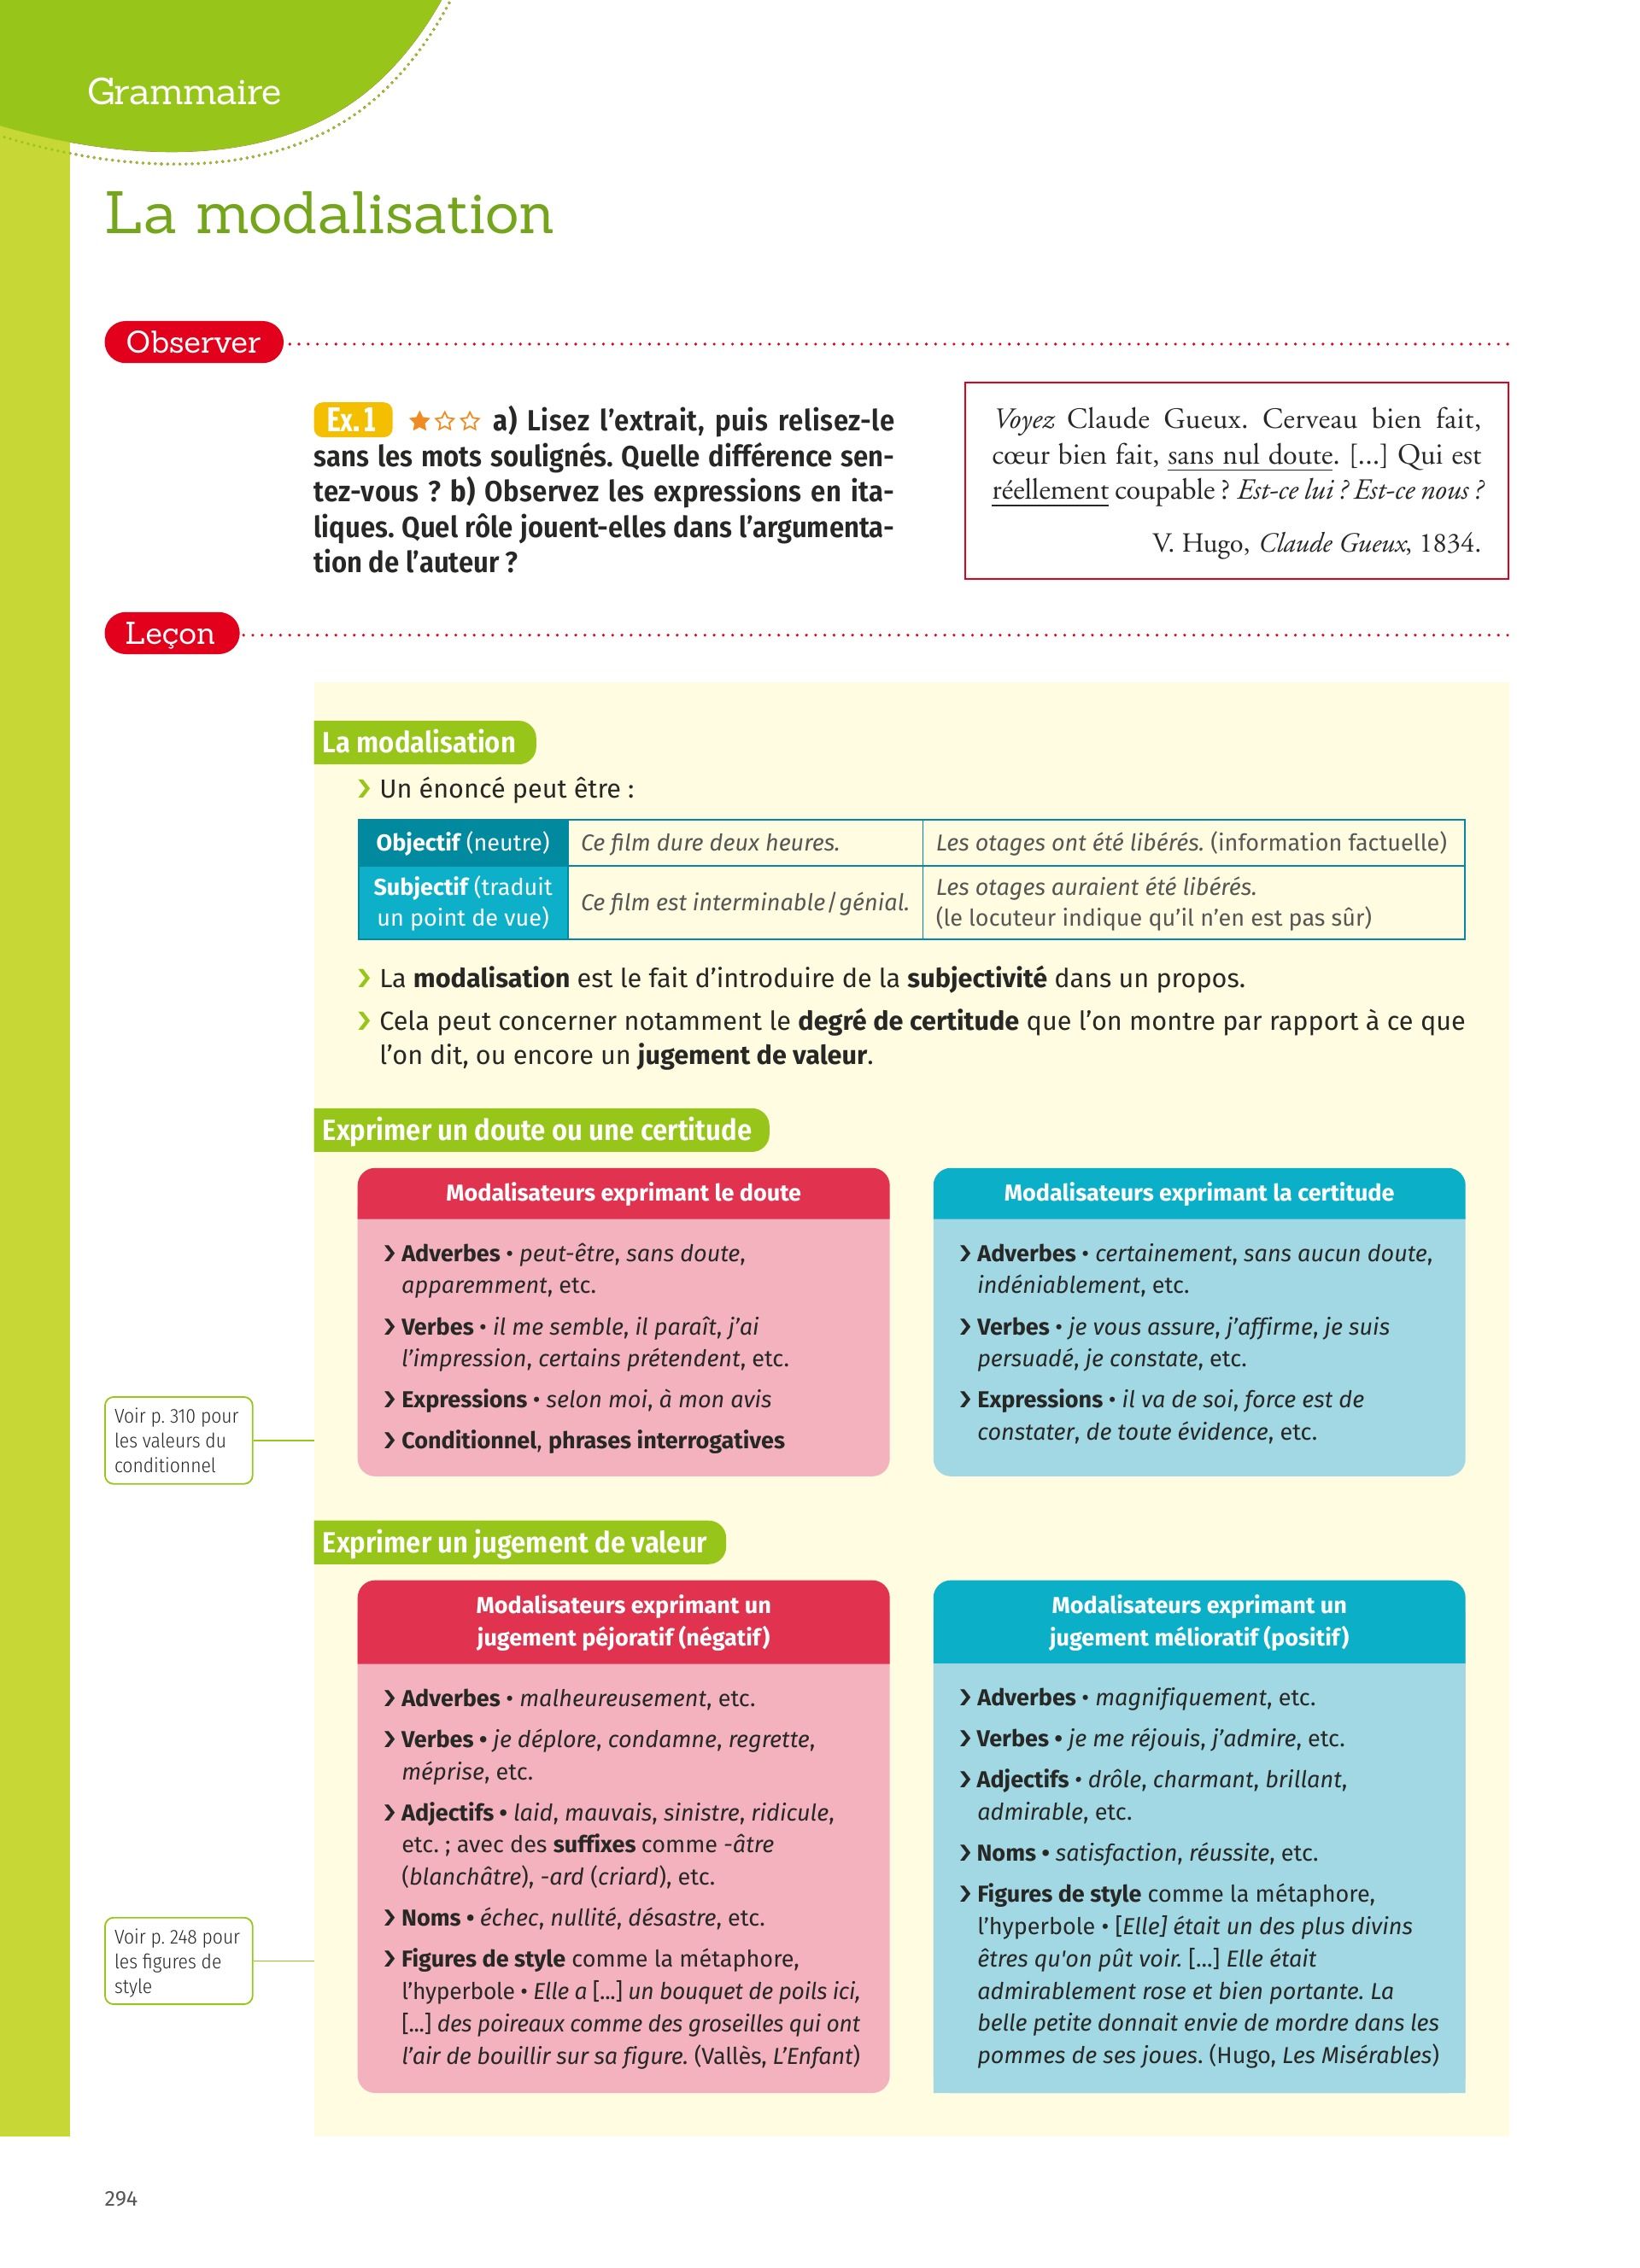 Grammaire
La modalisation
Observer
Ex. 1 ★☆☆ a) Lisez l'extrait, puis relisez-le
sans les mots soulignés. Quelle différence sen-
tez-vous ? b) Observez les expressions en ita-
liques. Quel rôle jouent-elles dans l'argumenta-
tion de l'auteur ?
Voyez Claude Gueux. Cerveau bien fait,
cœur bien fait, sans nul doute. [...] Qui est
réellement coupable ? Est-ce lui ? Est-ce nous ?
V. Hugo, Claude Gueux, 1834.
Leçon
La modalisation
❯ Un énoncé peut être :
Objectif (neutre)
Ce film dure deux heures.
Les otages ont été libérés. (information factuelle)
Subjectif (traduit
un point de vue)
Ce film est interminable / génial.
Les otages auraient été libérés.
(le locuteur indique qu'il n'en est pas sûr)
❯ La modalisation est le fait d'introduire de la subjectivité dans un propos.
❯ Cela peut concerner notamment le degré de certitude que l'on montre par rapport à ce que
l'on dit, ou encore un jugement de valeur.
Exprimer un doute ou une certitude
Modalisateurs exprimant le doute
❯ Adverbes • peut-être, sans doute,
apparemment, etc.
❯ Verbes • il me semble, il paraît, j'ai
l'impression, certains prétendent, etc.
❯ Expressions • selon moi, à mon avis
❯ Conditionnel, phrases interrogatives
Modalisateurs exprimant la certitude
❯ Adverbes • certainement, sans aucun doute,
indéniablement, etc.
❯ Verbes • je vous assure, j'affirme, je suis
persuadé, je constate, etc.
❯ Expressions • il va de soi, force est de
constater, de toute évidence, etc.
Voir p. 310 pour
les valeurs du
conditionnel
Exprimer un jugement de valeur
Modalisateurs exprimant un
jugement péjoratif (négatif)
❯ Adverbes • malheureusement, etc.
❯ Verbes • je déplore, condamne, regrette,
méprise, etc.
❯ Adjectifs • laid, mauvais, sinistre, ridicule,
etc. ; avec des suffixes comme -âtre
(blanchâtre), -ard (criard), etc.
❯ Noms • échec, nullité, désastre, etc.
❯ Figures de style comme la métaphore,
l'hyperbole • Elle a [...] un bouquet de poils ici,
[...] des poireaux comme des groseilles qui ont
l'air de bouillir sur sa figure. (Vallès, L'Enfant)
Modalisateurs exprimant un
jugement mélioratif (positif)
❯ Adverbes • magnifiquement, etc.
❯ Verbes • je me réjouis, j'admire, etc.
❯ Adjectifs • drôle, charmant, brillant,
admirable, etc.
❯ Noms • satisfaction, réussite, etc.
❯ Figures de style comme la métaphore,
l'hyperbole • [Elle] était un des plus divins
êtres qu'on pût voir. [...] Elle était
admirablement rose et bien portante. La
belle petite donnait envie de mordre dans les
pommes de ses joues. (Hugo, Les Misérables)
Voir p. 248 pour
les figures de
style
294